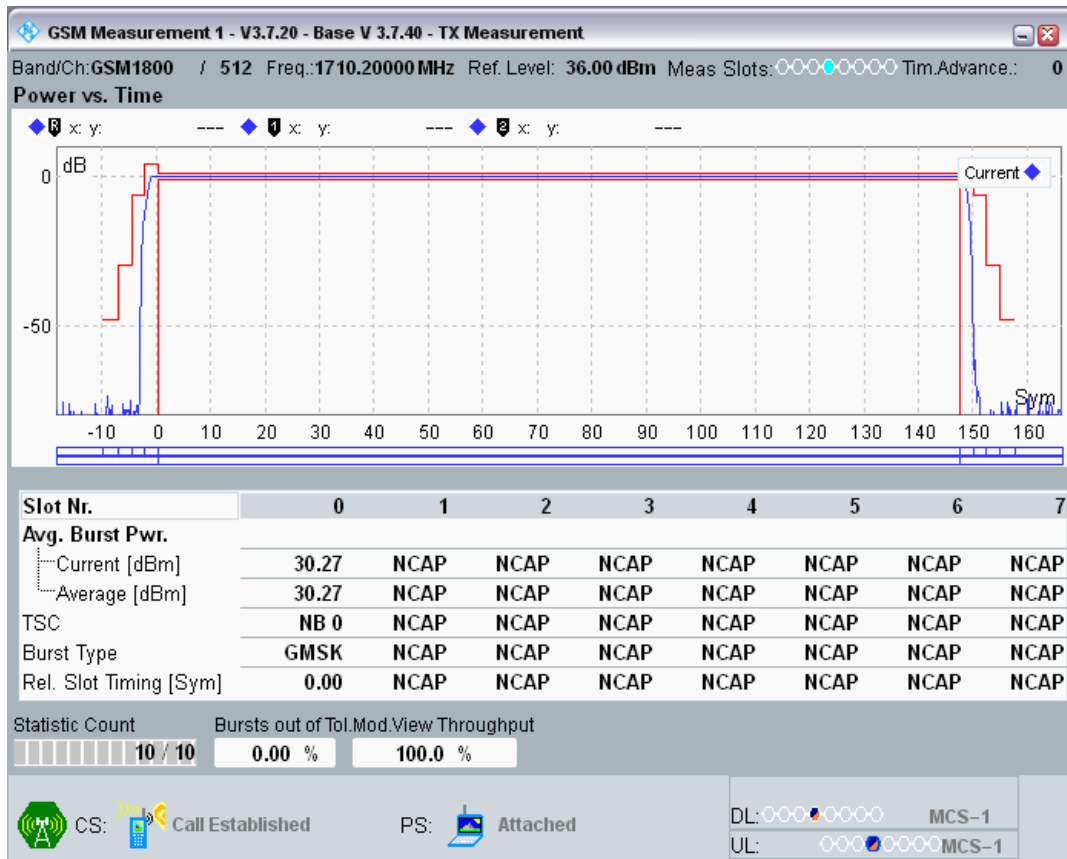 GSM Measurement 1 - V3.7.20 - Base V 3.7.40 - TX Measurement
Band/Ch:GSM1800 / 512 Freq.:1710.20000 MHz Ref. Level: 36.00 dBm Meas Slots: Tim.Advance.: 0
Power vs. Time
R x: y: --- 1 x: y: --- 2 x: y: ---
dB
0
Current
-50
Sym
-10 0 10 20 30 40 50 60 70 80 90 100 110 120 130 140 150 160
Slot Nr. 0 1 2 3 4 5 6 7
Avg. Burst Pwr.
Current [dBm] 30.27 NCAP NCAP NCAP NCAP NCAP NCAP NCAP
Average [dBm] 30.27 NCAP NCAP NCAP NCAP NCAP NCAP NCAP
TSC NB 0 NCAP NCAP NCAP NCAP NCAP NCAP NCAP
Burst Type GMSK NCAP NCAP NCAP NCAP NCAP NCAP NCAP
Rel. Slot Timing [Sym] 0.00 NCAP NCAP NCAP NCAP NCAP NCAP NCAP
Statistic Count Bursts out of Tol. Mod.View Throughput
10 / 10 0.00 % 100.0 %
CS: Call Established PS: Attached
DL: MCS-1
UL: MCS-1